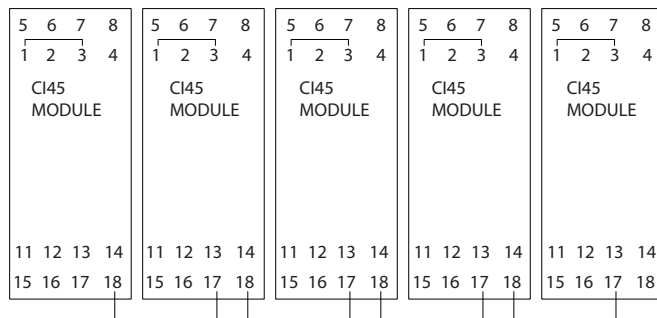 5 6 7 8 5 6 7 8 5 6 7 8 5 6 7 8 5 6 7 8
1 2 3 4 1 2 3 4 1 2 3 4 1 2 3 4 1 2 3 4
CI45 CI45 CI45 CI45 CI45
MODULE MODULE MODULE MODULE MODULE
11 12 13 14 11 12 13 14 11 12 13 14 11 12 13 14 11 12 13 14
15 16 17 18 15 16 17 18 15 16 17 18 15 16 17 18 15 16 17 18